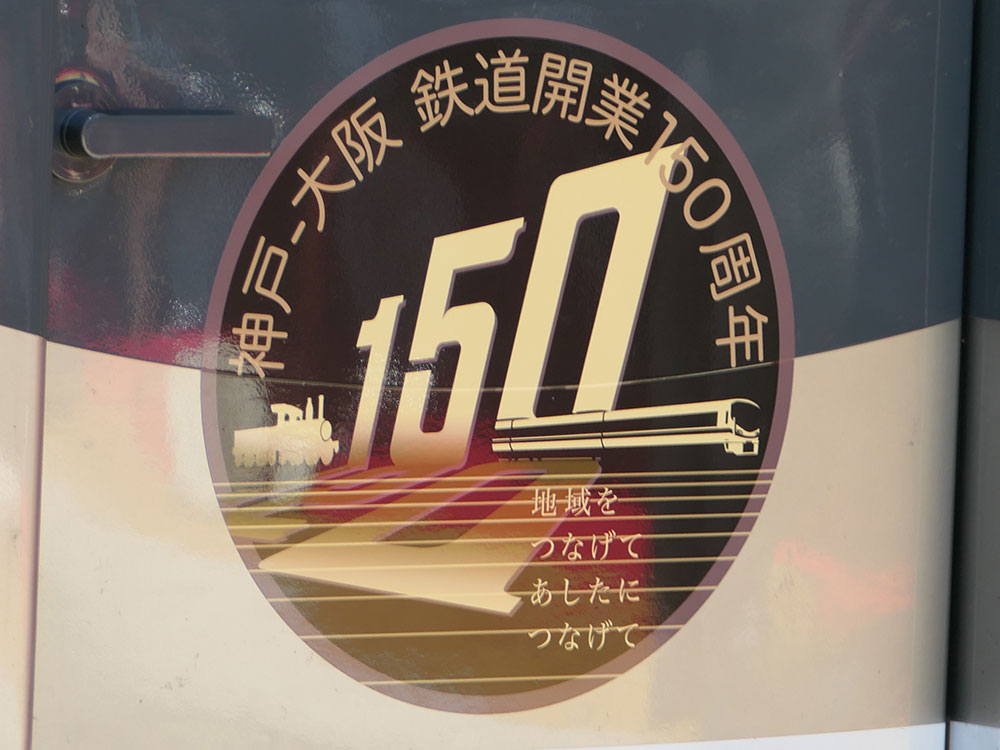 神戸-大阪 鉄道開業150周年
150
地域を
つなげて
あしたに
つなげて